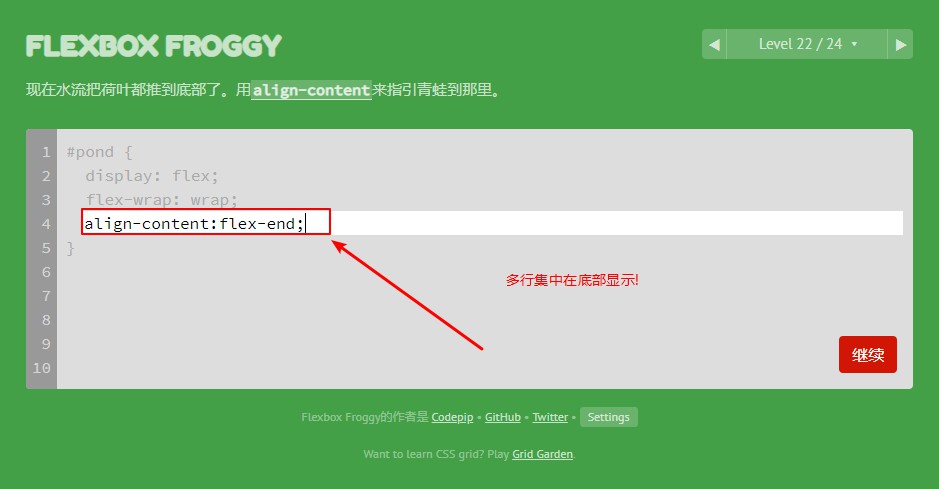 FLEXBOX FROGGY
◀ Level 22 / 24 ▾ ▶
现在水流把荷叶都推到底部了。用align-content来指引青蛙到那里。
1 #pond {
2 display: flex;
3 flex-wrap: wrap;
4 align-content:flex-end;
5 }
6
7
8
9
10
多行集中在底部显示!
继续
Flexbox Froggy的作者是 Codepip • GitHub • Twitter • Settings
Want to learn CSS grid? Play Grid Garden.